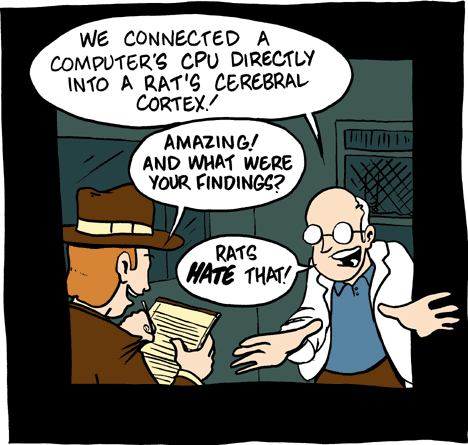 WE CONNECTED A
COMPUTER'S CPU DIRECTLY
INTO A RAT'S CEREBRAL
CORTEX!
AMAZING!
AND WHAT WERE
YOUR FINDINGS?
RATS
HATE THAT!